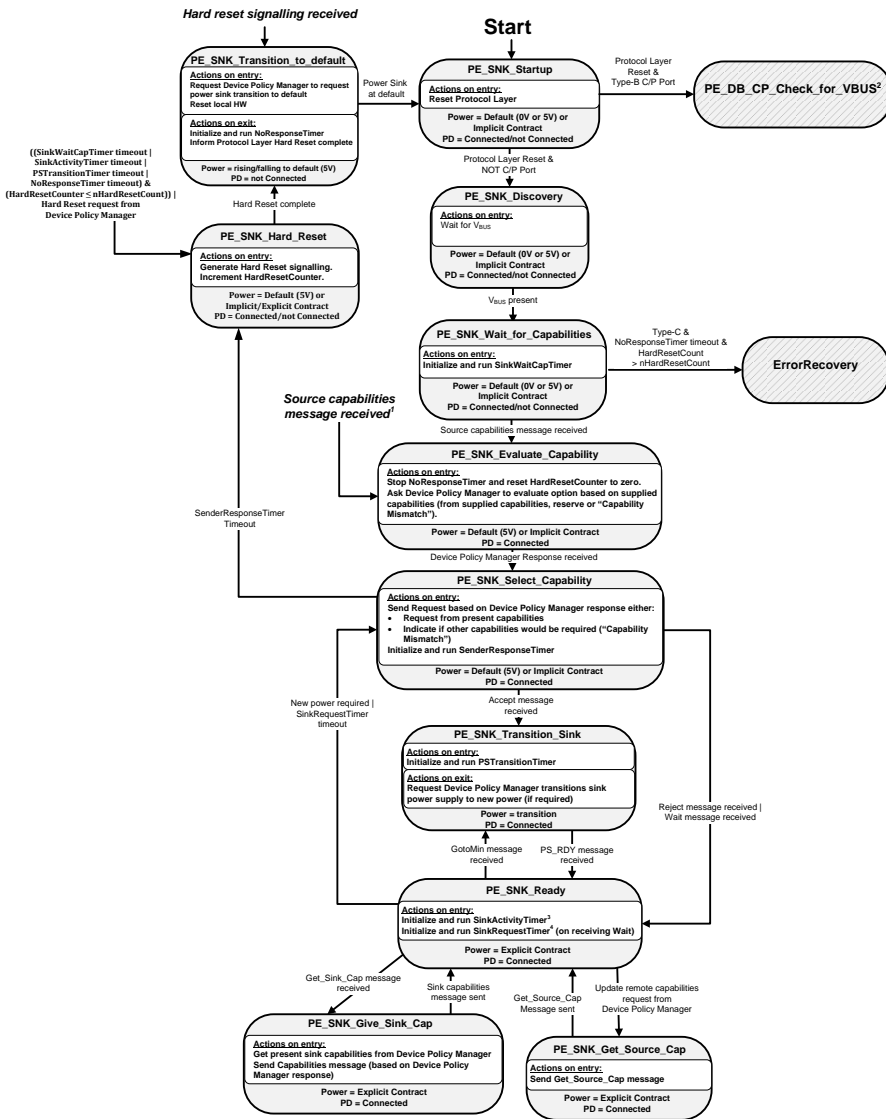 Hard reset signalling received
Start
PE_SNK_Transition_to_default
Actions on entry:
Request Device Policy Manager to request
power sink transition to default
Reset local HW
Actions on exit:
Initialize and run NoResponseTimer
Inform Protocol Layer Hard Reset complete
Power = rising/falling to default (5V)
PD = not Connected
Power Sink
at default
PE_SNK_Startup
Actions on entry:
Reset Protocol Layer
Power = Default (0V or 5V) or
Implicit Contract
PD = Connected/not Connected
Protocol Layer
Reset &
Type-B C/P Port
PE_DB_CP_Check_for_VBUS²
((SinkWaitCapTimer timeout |
SinkActivityTimer timeout |
PSTransitionTimer timeout |
NoResponseTimer timeout) &
(HardResetCounter ≤ nHardResetCount)) |
Hard Reset request from
Device Policy Manager
Hard Reset complete
Protocol Layer Reset &
NOT C/P Port
PE_SNK_Discovery
Actions on entry:
Wait for VBUS
Power = Default (0V or 5V) or
Implicit Contract
PD = Connected/not Connected
PE_SNK_Hard_Reset
Actions on entry:
Generate Hard Reset signalling.
Increment HardResetCounter.
Power = Default (5V) or
Implicit/Explicit Contract
PD = Connected/not Connected
VBUS present
PE_SNK_Wait_for_Capabilities
Actions on entry:
Initialize and run SinkWaitCapTimer
Power = Default (0V or 5V) or
Implicit Contract
PD = Connected/not Connected
Type-C &
NoResponseTimer timeout &
HardResetCount
> nHardResetCount
ErrorRecovery
Source capabilities
message received¹
Source capabilities message received
PE_SNK_Evaluate_Capability
Actions on entry:
Stop NoResponseTimer and reset HardResetCounter to zero.
Ask Device Policy Manager to evaluate option based on supplied
capabilities (from supplied capabilities, reserve or “Capability
Mismatch”).
Power = Default (5V) or Implicit Contract
PD = Connected
SenderResponseTimer
Timeout
Device Policy Manager Response received
PE_SNK_Select_Capability
Actions on entry:
Send Request based on Device Policy Manager response either:
• Request from present capabilities
• Indicate if other capabilities would be required (“Capability
Mismatch”)
Initialize and run SenderResponseTimer
Power = Default (5V) or Implicit Contract
PD = Connected
New power required |
SinkRequestTimer
timeout
Accept message
received
PE_SNK_Transition_Sink
Actions on entry:
Initialize and run PSTransitionTimer
Actions on exit:
Request Device Policy Manager transitions sink
power supply to new power (if required)
Power = transition
PD = Connected
Reject message received |
Wait message received
GotoMin message
received
PS_RDY message
received
PE_SNK_Ready
Actions on entry:
Initialize and run SinkActivityTimer³
Initialize and run SinkRequestTimer⁴ (on receiving Wait)
Power = Explicit Contract
PD = Connected
Get_Sink_Cap message
received
Sink capabilities
message sent
Get_Source_Cap
Message sent
Update remote capabilities
request from
Device Policy Manager
PE_SNK_Give_Sink_Cap
Actions on entry:
Get present sink capabilities from Device Policy Manager
Send Capabilities message (based on Device Policy
Manager response)
Power = Explicit Contract
PD = Connected
PE_SNK_Get_Source_Cap
Actions on entry:
Send Get_Source_Cap message
Power = Explicit Contract
PD = Connected